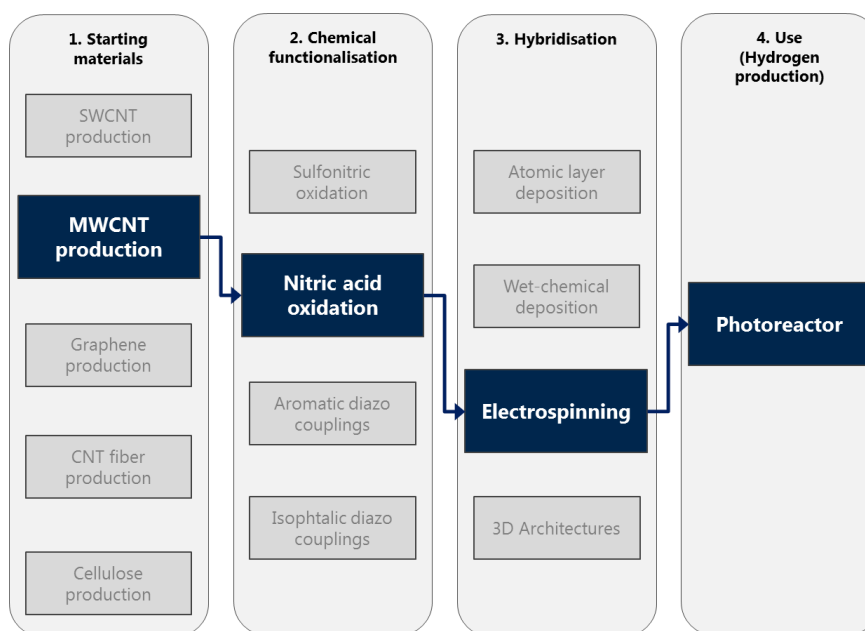 1. Starting
materials
SWCNT
production
MWCNT
production
Graphene
production
CNT fiber
production
Cellulose
production
2. Chemical
functionalisation
Sulfonitric
oxidation
Nitric acid
oxidation
Aromatic diazo
couplings
Isophtalic diazo
couplings
3. Hybridisation
Atomic layer
deposition
Wet-chemical
deposition
Electrospinning
3D Architectures
4. Use
(Hydrogen
production)
Photoreactor